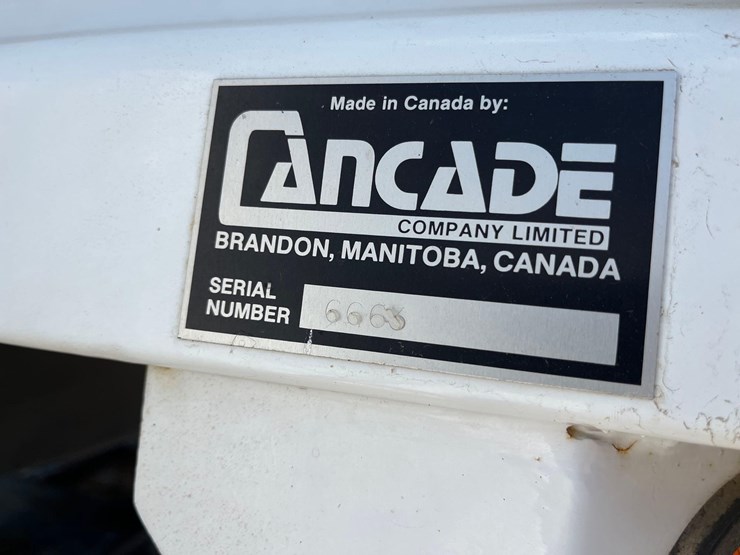 Made in Canada by:
CANCADE
COMPANY LIMITED
BRANDON, MANITOBA, CANADA
SERIAL
NUMBER 6663